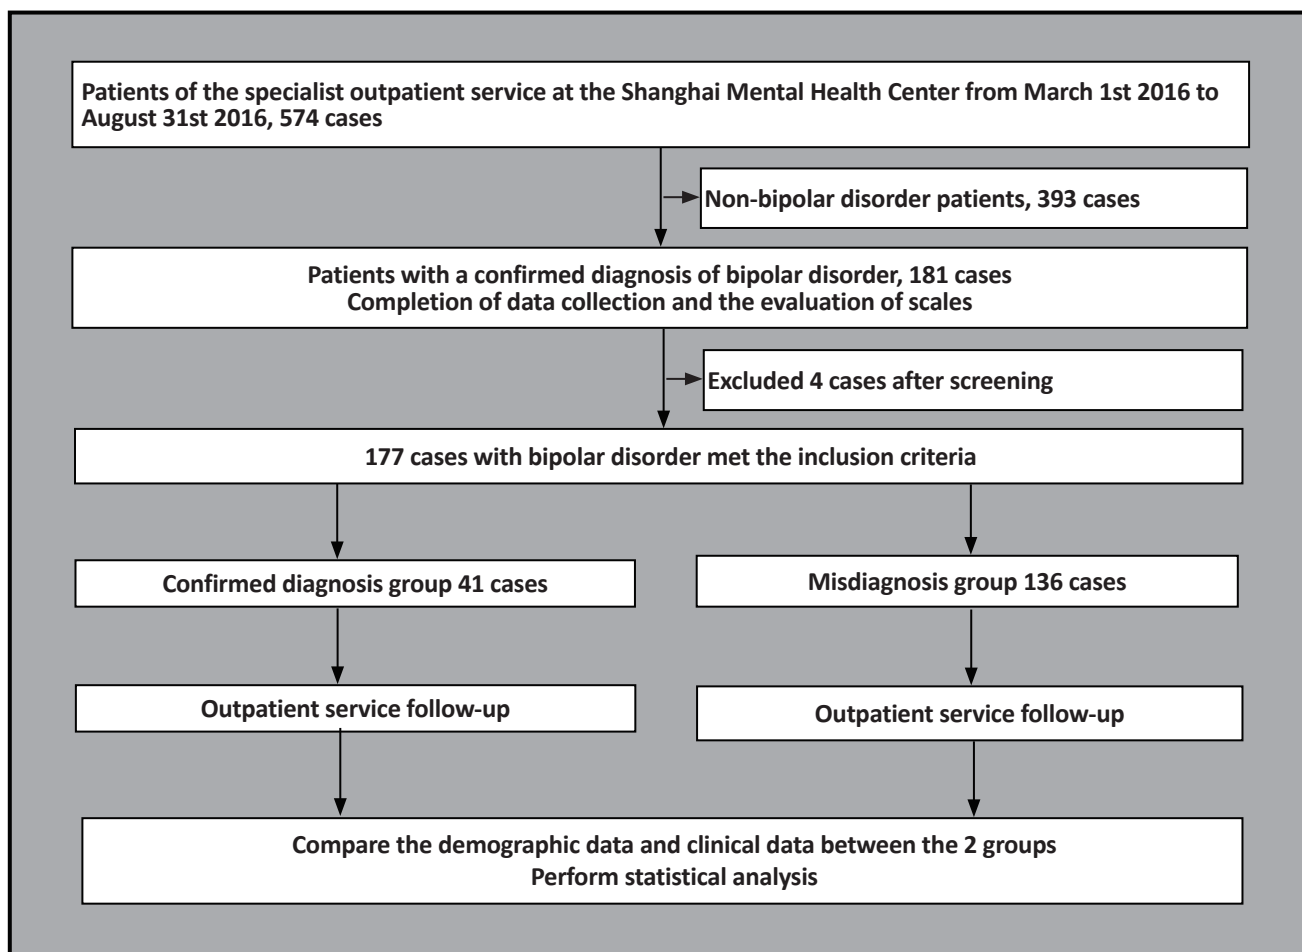 Patients of the specialist outpatient service at the Shanghai Mental Health Center from March 1st 2016 to
August 31st 2016, 574 cases
Non-bipolar disorder patients, 393 cases
Patients with a confirmed diagnosis of bipolar disorder, 181 cases
Completion of data collection and the evaluation of scales
Excluded 4 cases after screening
177 cases with bipolar disorder met the inclusion criteria
Confirmed diagnosis group 41 cases
Misdiagnosis group 136 cases
Outpatient service follow-up
Outpatient service follow-up
Compare the demographic data and clinical data between the 2 groups
Perform statistical analysis